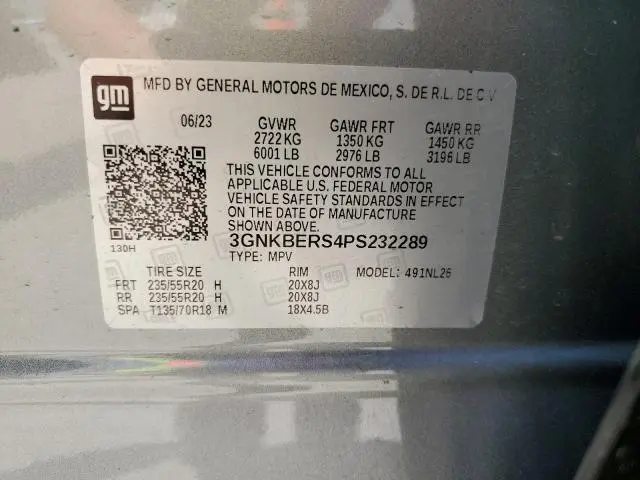 gm
MFD BY GENERAL MOTORS DE MEXICO, S. DE R.L. DE C V
06/23 GVWR GAWR FRT GAWR RR
2722 KG 1350 KG 1450 KG
6001 LB 2976 LB 3196 LB
THIS VEHICLE CONFORMS TO ALL
APPLICABLE U.S. FEDERAL MOTOR
VEHICLE SAFETY STANDARDS IN EFFECT
ON THE DATE OF MANUFACTURE
SHOWN ABOVE.
130H 3GNKBERS4PS232289
TYPE: MPV MODEL: 491NL26
TIRE SIZE RIM
FRT 235/55R20 H 20X8J
RR 235/55R20 H 20X8J
SPA T135/70R18 M 18X4.5B